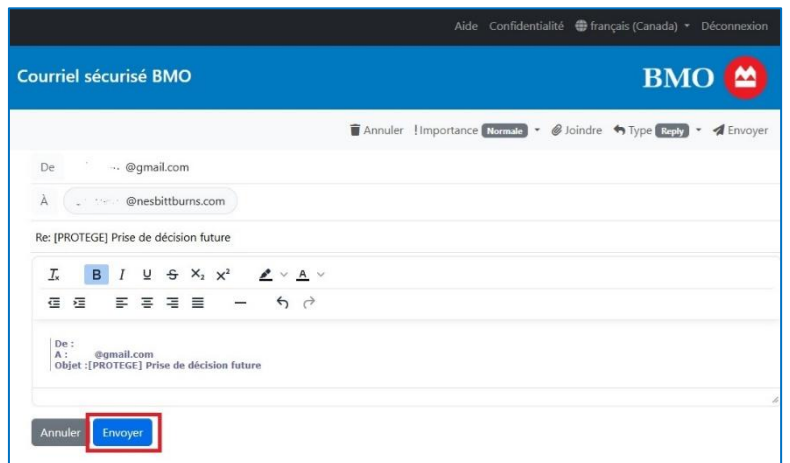 Aide Confidentialité français (Canada) Déconnexion
Courriel sécurisé BMO
BMO
Annuler !Importance Normale Joindre Type Reply Envoyer
De @gmail.com
À @nesbittburns.com
Re: [PROTEGE] Prise de décision future
B I U S X₂ X² A
De :
A : @gmail.com
Objet :[PROTEGE] Prise de décision future
Annuler Envoyer